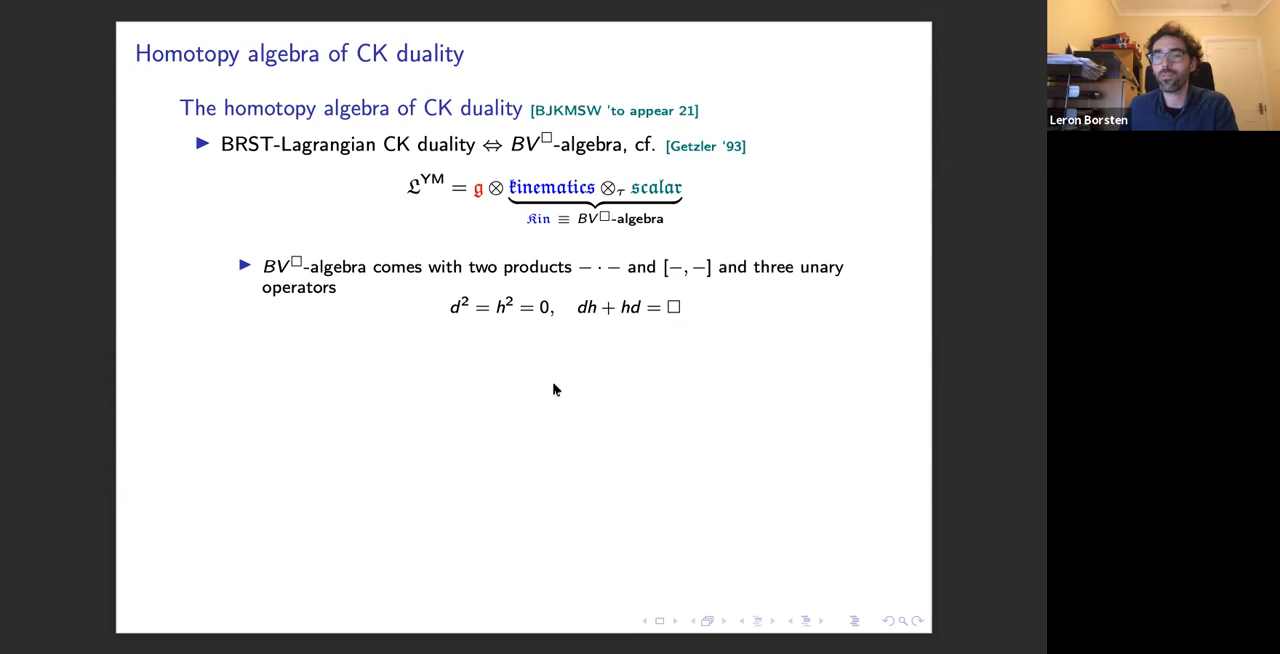 Homotopy algebra of CK duality
The homotopy algebra of CK duality [BJKMSW 'to appear 21]
▶ BRST-Lagrangian CK duality ⇔ BV□-algebra, cf. [Getzler '93]
𝔏^YM = 𝔤 ⊗ 𝔨𝔦𝔫𝔢𝔪𝔞𝔱𝔦𝔠𝔰 ⊗_τ 𝔰𝔠𝔞𝔩𝔞𝔯
𝔎𝔦𝔫 ≡ BV□-algebra
▶ BV□-algebra comes with two products − · − and [−, −] and three unary
operators
d² = h² = 0, dh + hd = □
Leron Borsten